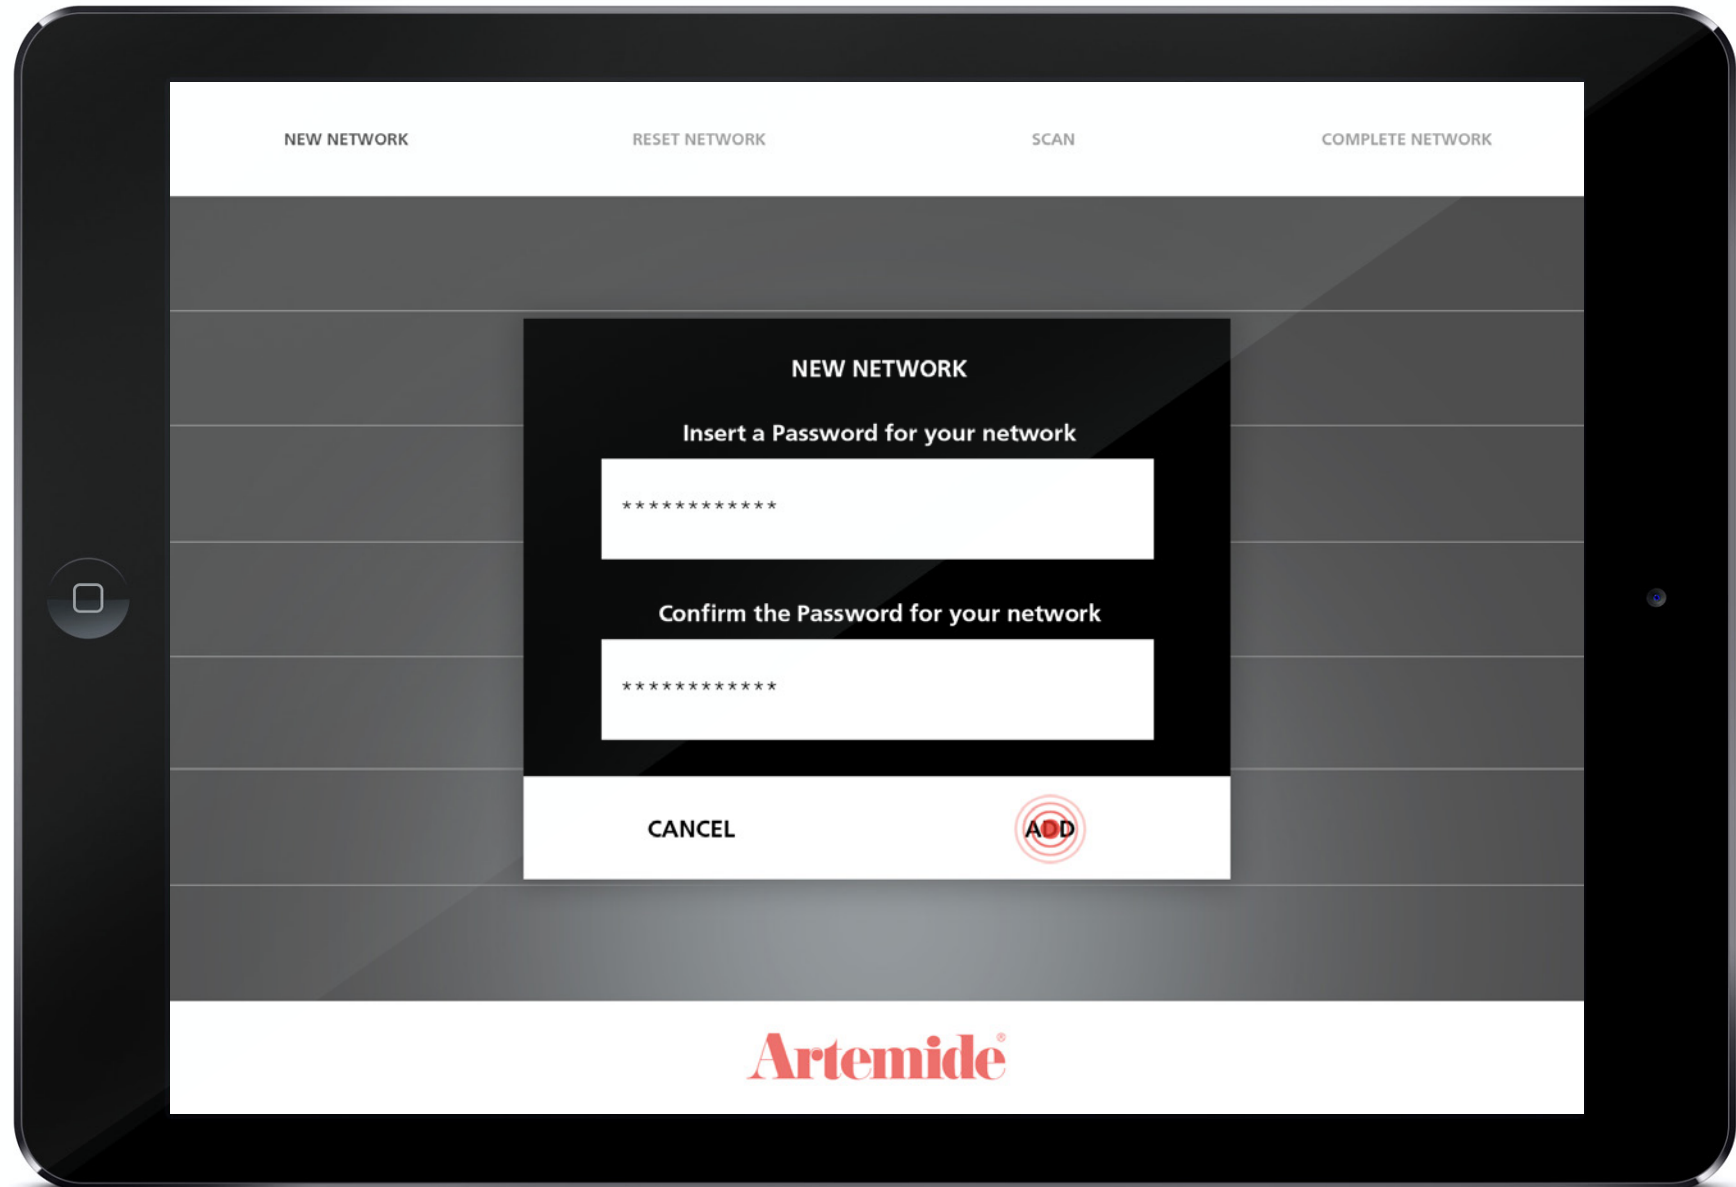 NEW NETWORK RESET NETWORK SCAN COMPLETE NETWORK
NEW NETWORK
Insert a Password for your network
************
Confirm the Password for your network
************
CANCEL ADD
Artemide®